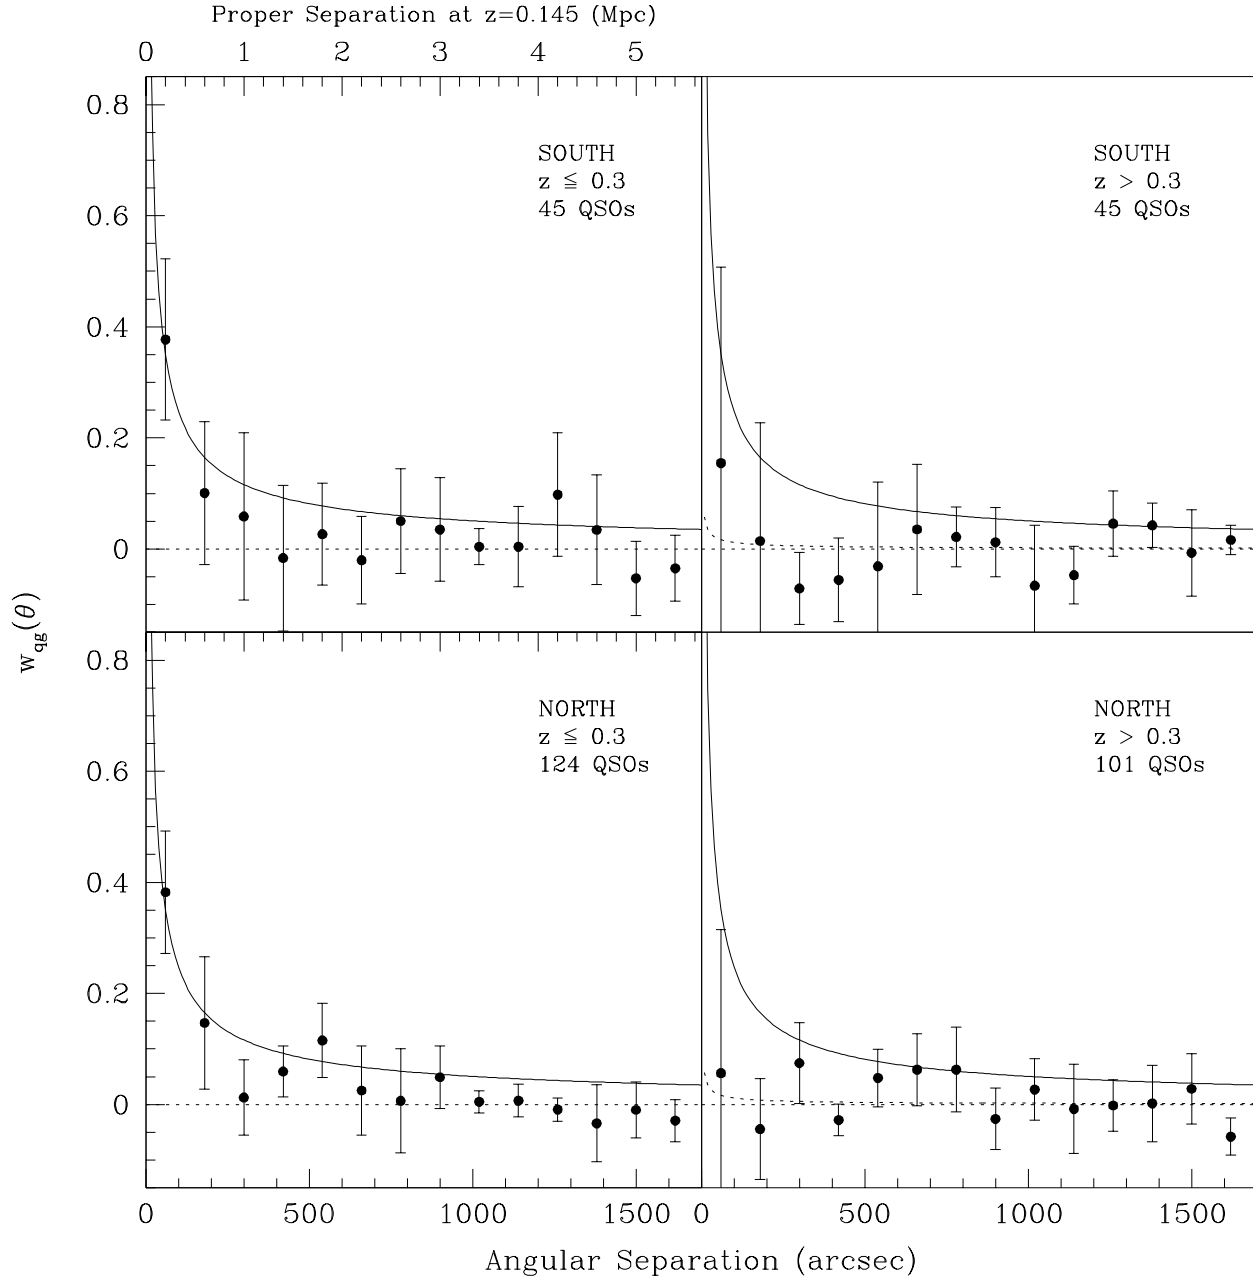 Proper Separation at z=0.145 (Mpc)
0 1 2 3 4 5
0.8
0.6
0.4
0.2
0
SOUTH
z ≦ 0.3
45 QSOs
SOUTH
z > 0.3
45 QSOs
w_qg(θ)
0.8
0.6
0.4
0.2
0
NORTH
z ≦ 0.3
124 QSOs
NORTH
z > 0.3
101 QSOs
0 500 1000 1500 0 500 1000 1500
Angular Separation (arcsec)